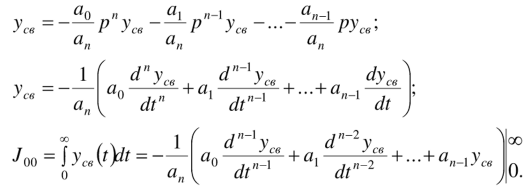 y_{св} = -\frac{a_0}{a_n} p^n y_{св} - \frac{a_1}{a_n} p^{n-1} y_{св} - \ldots - \frac{a_{n-1}}{a_n} p y_{св};
y_{св} = -\frac{1}{a_n} \left( a_0 \frac{d^n y_{св}}{dt^n} + a_1 \frac{d^{n-1} y_{св}}{dt^{n-1}} + \ldots + a_{n-1} \frac{dy_{св}}{dt} \right);
J_{00} = \int_0^\infty y_{св}(t)dt = -\frac{1}{a_n} \left( a_0 \frac{d^{n-1} y_{св}}{dt^{n-1}} + a_1 \frac{d^{n-2} y_{св}}{dt^{n-2}} + \ldots + a_{n-1} y_{св} \right) \Big|_{0.}^{\infty}